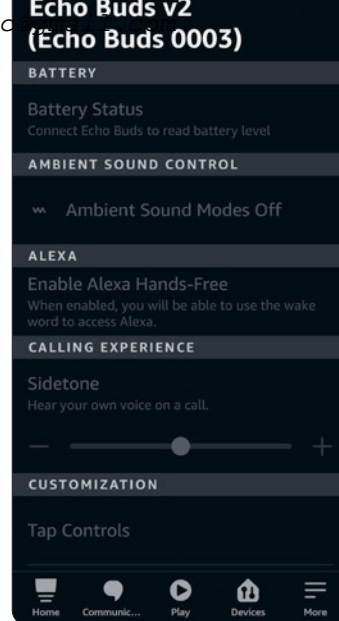 Echo Buds v2
(Echo Buds 0003)
BATTERY
Battery Status
Connect Echo Buds to read battery level
AMBIENT SOUND CONTROL
Ambient Sound Modes Off
ALEXA
Enable Alexa Hands-Free
When enabled, you will be able to use the wake
word to access Alexa.
CALLING EXPERIENCE
Sidetone
Hear your own voice on a call.
CUSTOMIZATION
Tap Controls
Home Communic... Play Devices More